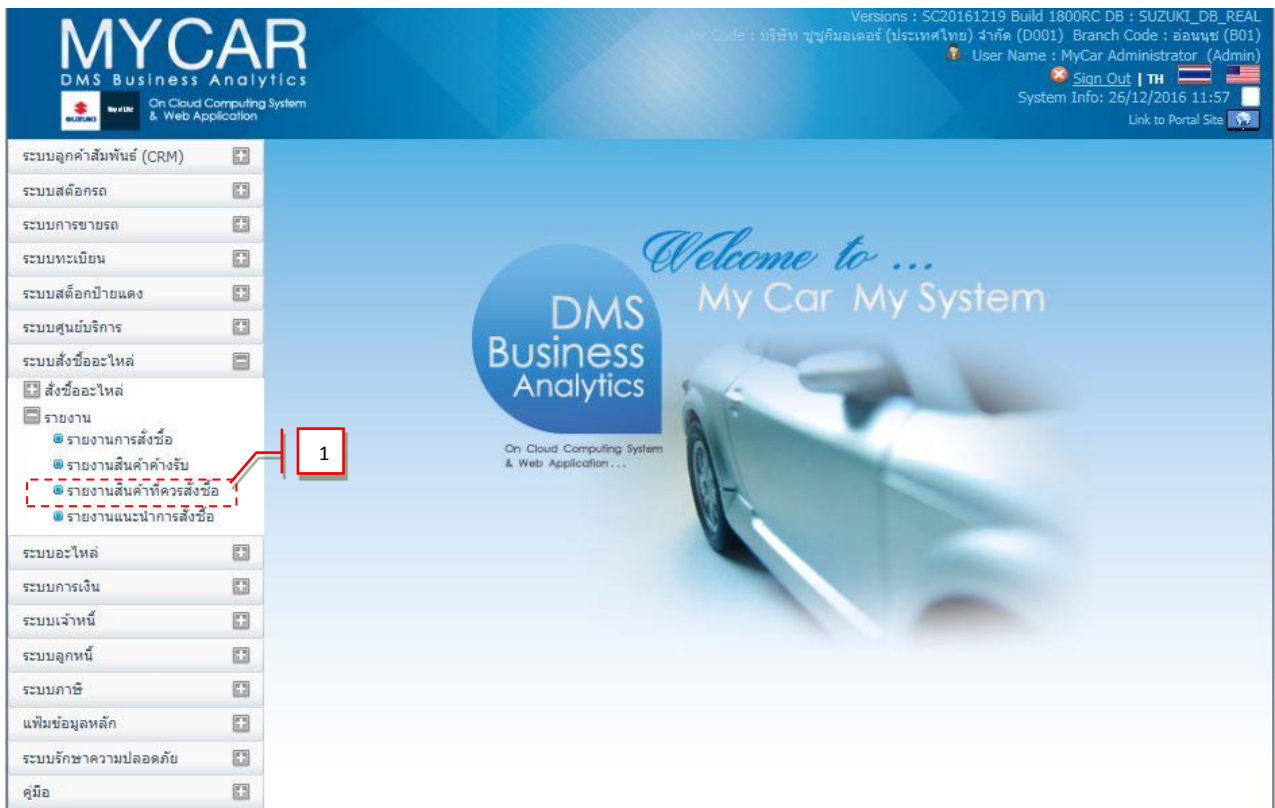 MYCAR
DMS Business Analytics
On Cloud Computing System
& Web Application
SUZUKI
Way of Life!
Versions : SC20161219 Build 1800RC DB : SUZUKI_DB_REAL
Code : บริษัท ซูซูกิมอเตอร์ (ประเทศไทย) จำกัด (D001) Branch Code : อ่อนนุช (B01)
User Name : MyCar Administrator (Admin)
Sign Out | TH
System Info: 26/12/2016 11:57
Link to Portal Site
ระบบลูกค้าสัมพันธ์ (CRM)
ระบบสต๊อกรถ
ระบบการขายรถ
ระบบทะเบียน
ระบบสต็อกป้ายแดง
ระบบศูนย์บริการ
ระบบสั่งซื้ออะไหล่
สั่งซื้ออะไหล่
รายงาน
รายงานการสั่งซื้อ
รายงานสินค้าค้างรับ
รายงานสินค้าที่ควรสั่งซื้อ
รายงานแนะนำการสั่งซื้อ
1
ระบบอะไหล่
ระบบการเงิน
ระบบเจ้าหนี้
ระบบลูกหนี้
ระบบภาษี
แฟ้มข้อมูลหลัก
ระบบรักษาความปลอดภัย
คู่มือ
Welcome to ...
My Car My System
DMS
Business
Analytics
On Cloud Computing System
& Web Application...